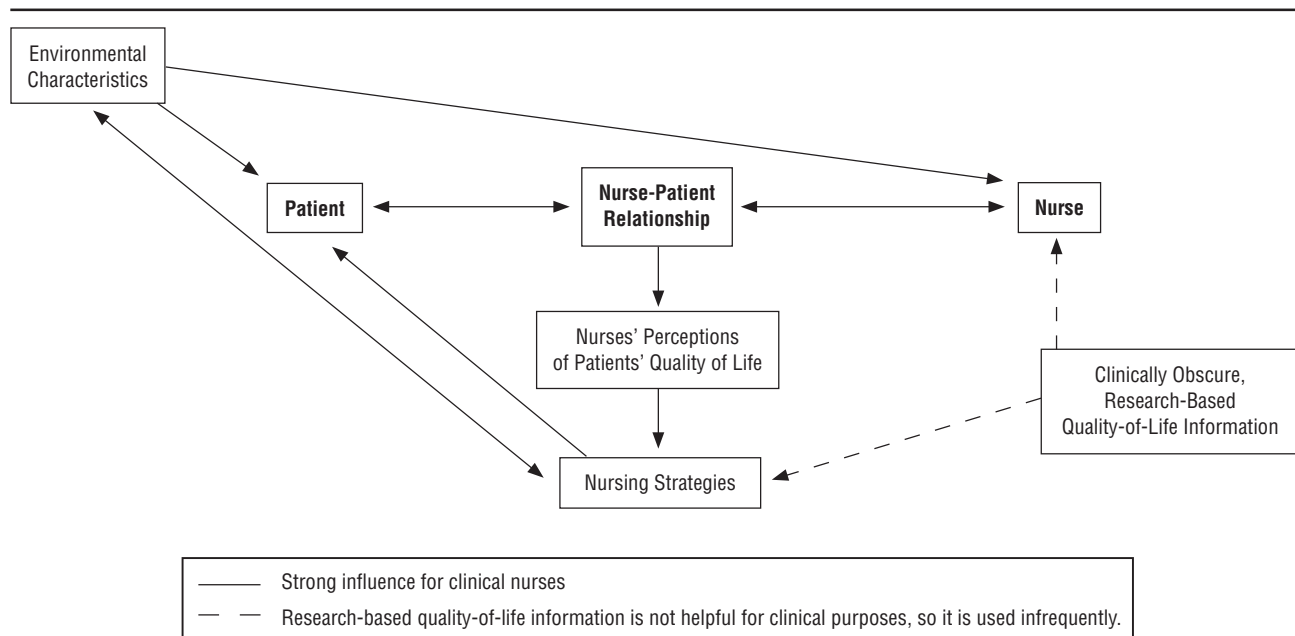 Environmental
Characteristics
Patient
Nurse-Patient
Relationship
Nurse
Nurses’ Perceptions
of Patients’ Quality of Life
Clinically Obscure,
Research-Based
Quality-of-Life Information
Nursing Strategies
Strong influence for clinical nurses
Research-based quality-of-life information is not helpful for clinical purposes, so it is used infrequently.